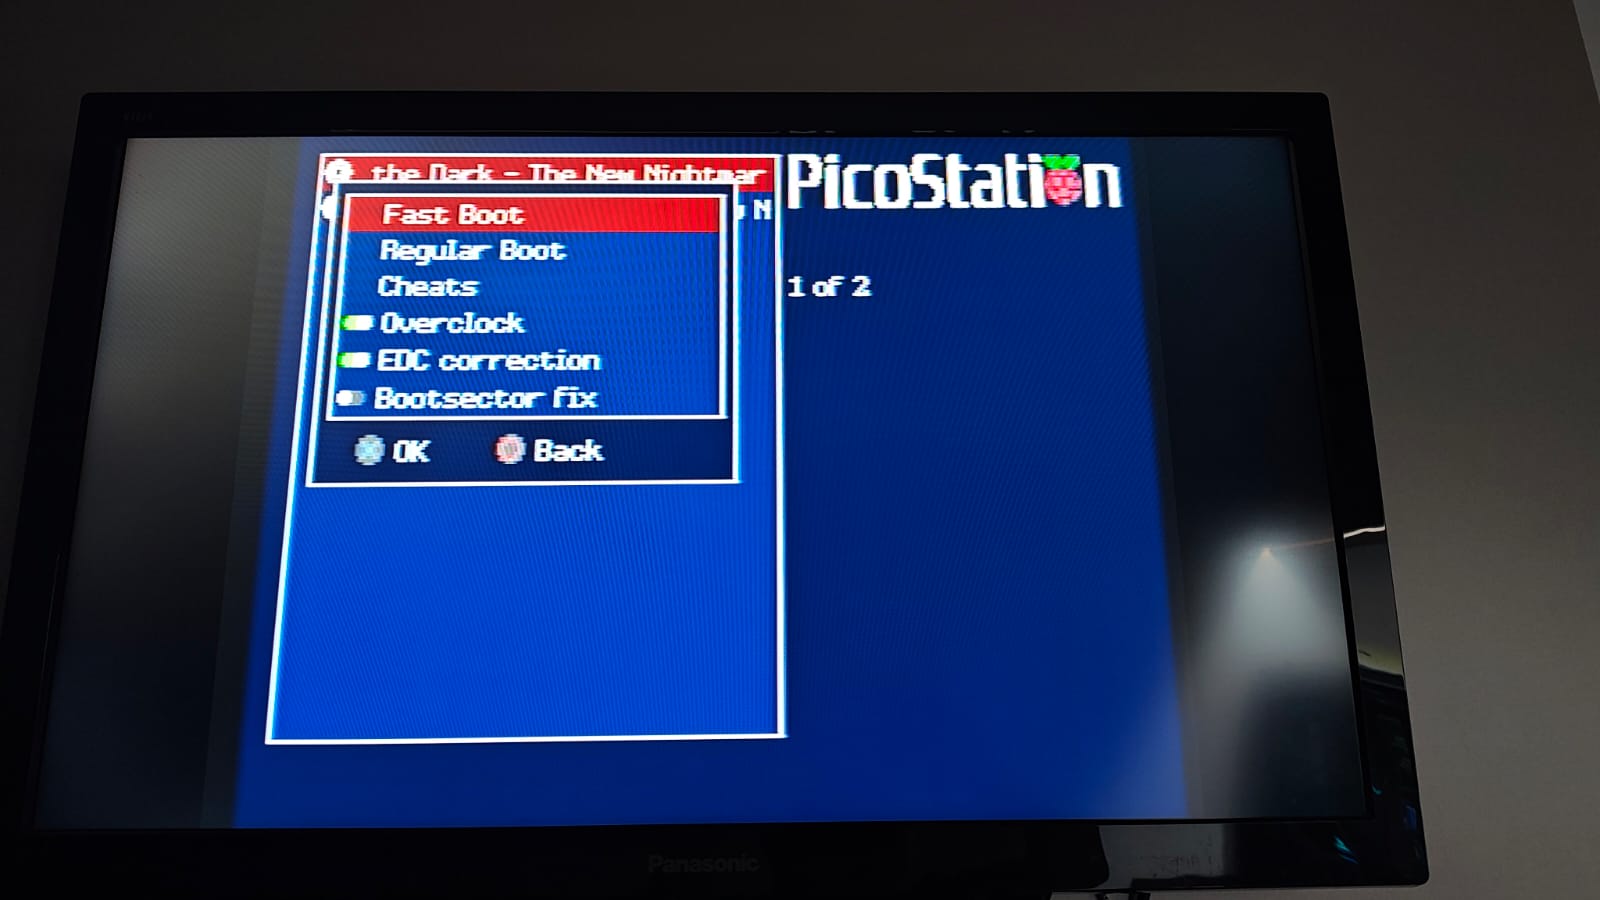 the Dark - The New Nightmar
PicoStation
N
Fast Boot
Regular Boot
Cheats
1 of 2
Overclock
EDC correction
Bootsector fix
OK
Back
Panasonic